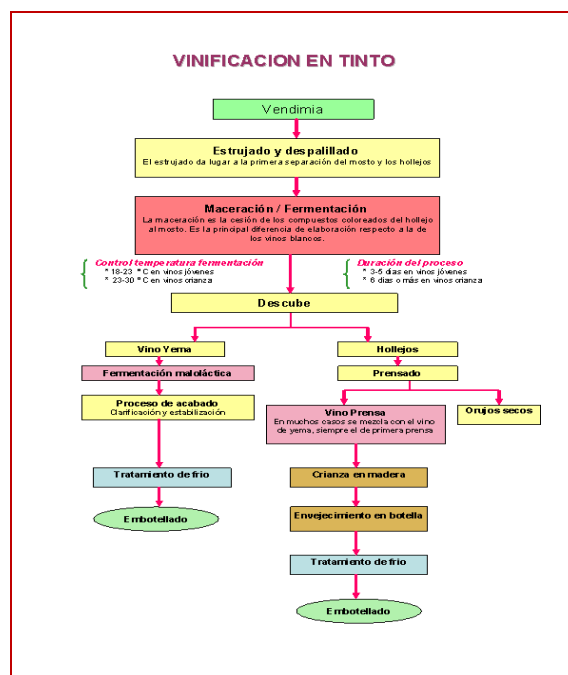 VINIFICACION EN TINTO
Vendimia
Estrujado y despalillado
El estrujado da lugar a la primera separación del mosto y los hollejos
Maceración / Fermentación
La maceración es la cesión de los compuestos coloreados del hollejo
al mosto. Es la principal diferencia de elaboración respecto a la de
los vinos blancos.
Control temperatura fermentación
* 18-23 °C en vinos jóvenes
* 23-30 °C en vinos crianza
Duración del proceso
* 3-5 días en vinos jóvenes
* 6 días o más en vinos crianza
Descube
Vino Yema
Hollejos
Fermentación maloláctica
Prensado
Proceso de acabado
Clarificación y estabilización
Vino Prensa
En muchos casos se mezcla con el vino
de yema, siempre el de primera prensa
Orujos secos
Tratamiento de frio
Crianza en madera
Embotellado
Envejecimiento en botella
Tratamiento de frio
Embotellado